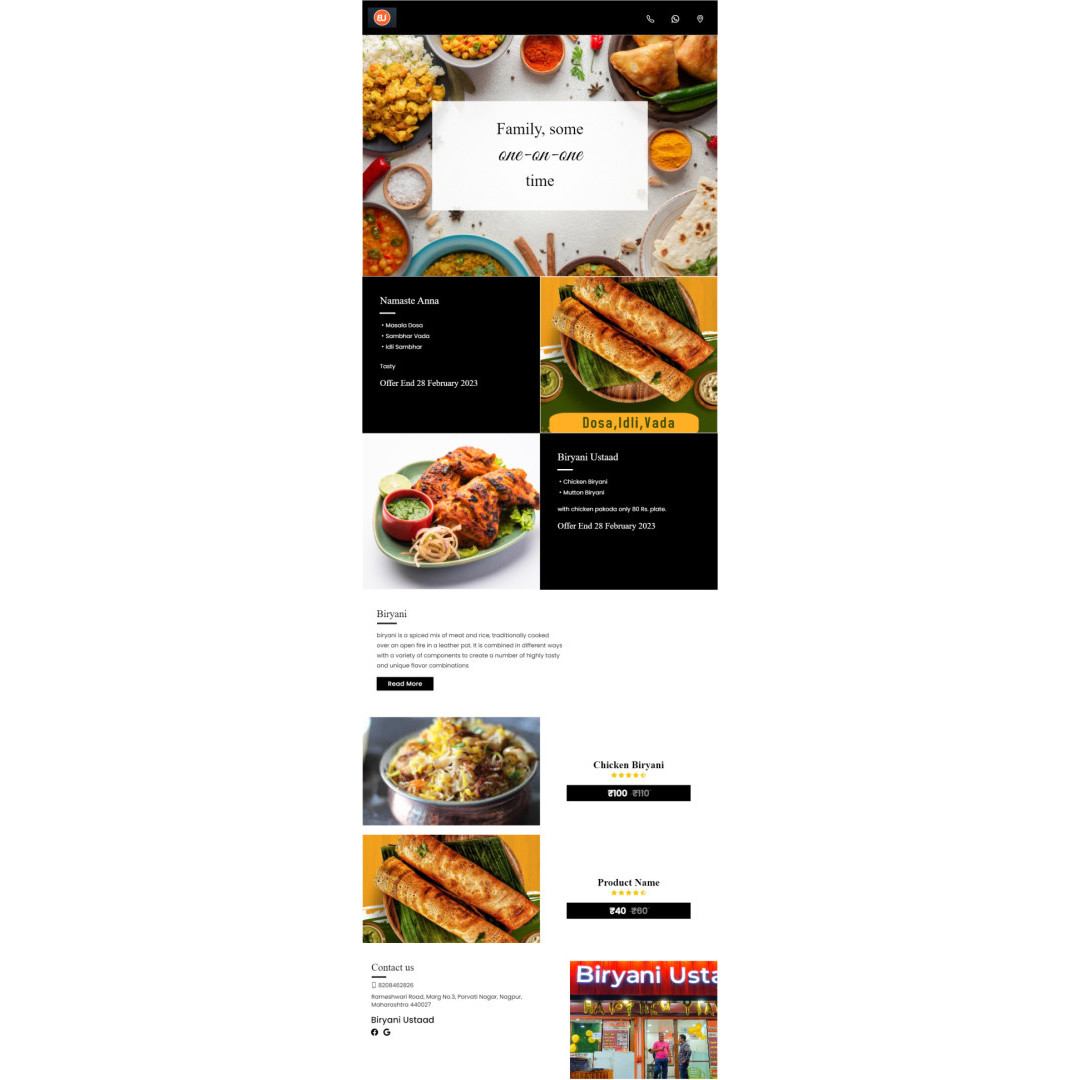 BU
Family, some
one-on-one
time
Namaste Anna
• Masala Dosa
• Sambhar Vada
• Idli Sambhar
Tasty
Offer End 28 February 2023
Dosa,Idli,Vada
Biryani Ustaad
• Chicken Biryani
• Mutton Biryani
with chicken pakoda only 80 Rs. plate.
Offer End 28 February 2023
Biryani
biryani is a spiced mix of meat and rice, traditionally cooked
over an open fire in a leather pot. It is combined in different ways
with a variety of components to create a number of highly tasty
and unique flavor combinations
Read More
Chicken Biryani
₹100 ₹110
Product Name
₹40 ₹60
Contact us
8208462826
Rameshwari Road, Marg No.3, Parvati Nagar, Nagpur,
Maharashtra 440027
Biryani Ustaad
Biryani Usta